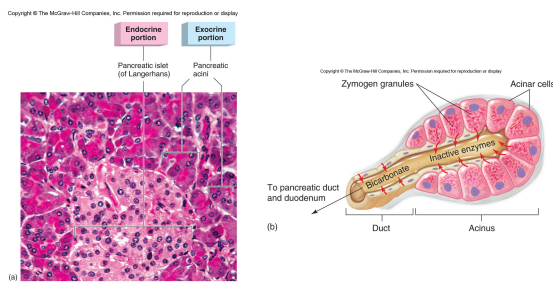 Copyright © The McGraw-Hill Companies, Inc. Permission required for reproduction or display
Endocrine
portion
Exocrine
portion
Pancreatic islet
(of Langerhans)
Pancreatic
acini
(a)
Copyright © The McGraw-Hill Companies, Inc. Permission required for reproduction or display
Zymogen granules
Acinar cells
Inactive enzymes
Bicarbonate
To pancreatic duct
and duodenum
(b)
Duct
Acinus